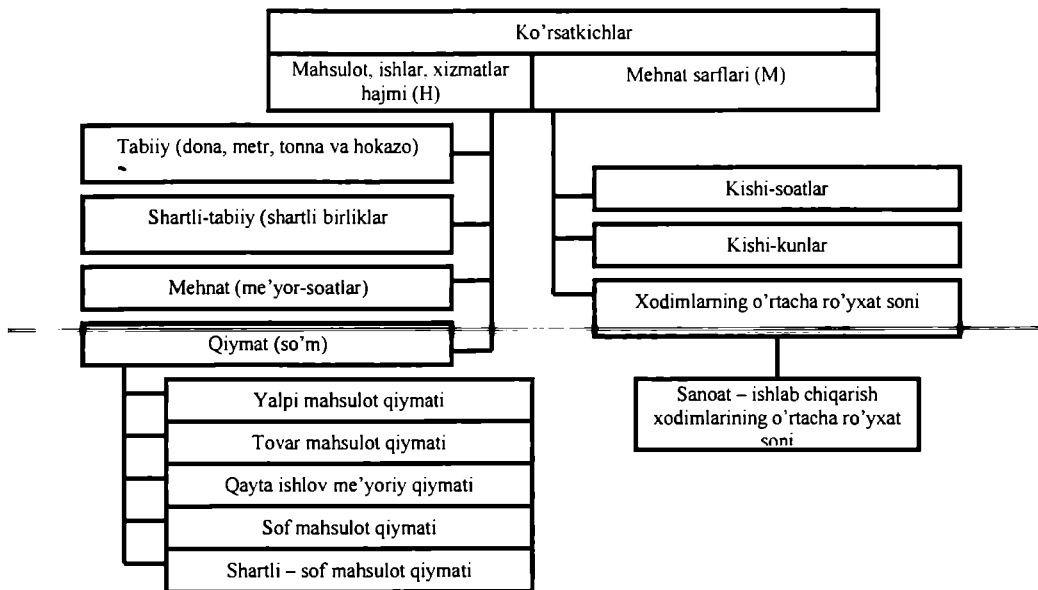 Ko’rsatkichlar
Mahsulot, ishlar, xizmatlar
hajmi (H)
Mehnat sarflari (M)
Tabiiy (dona, metr, tonna va hokazo)
Shartli-tabiiy (shartli birliklar
Mehnat (me’yor-soatlar)
Qiymat (so’m)
Yalpi mahsulot qiymati
Tovar mahsulot qiymati
Qayta ishlov me’yoriy qiymati
Sof mahsulot qiymati
Shartli – sof mahsulot qiymati
Kishi-soatlar
Kishi-kunlar
Xodimlarning o’rtacha ro’yxat soni
Sanoat – ishlab chiqarish
xodimlarining o’rtacha ro’yxat
soni